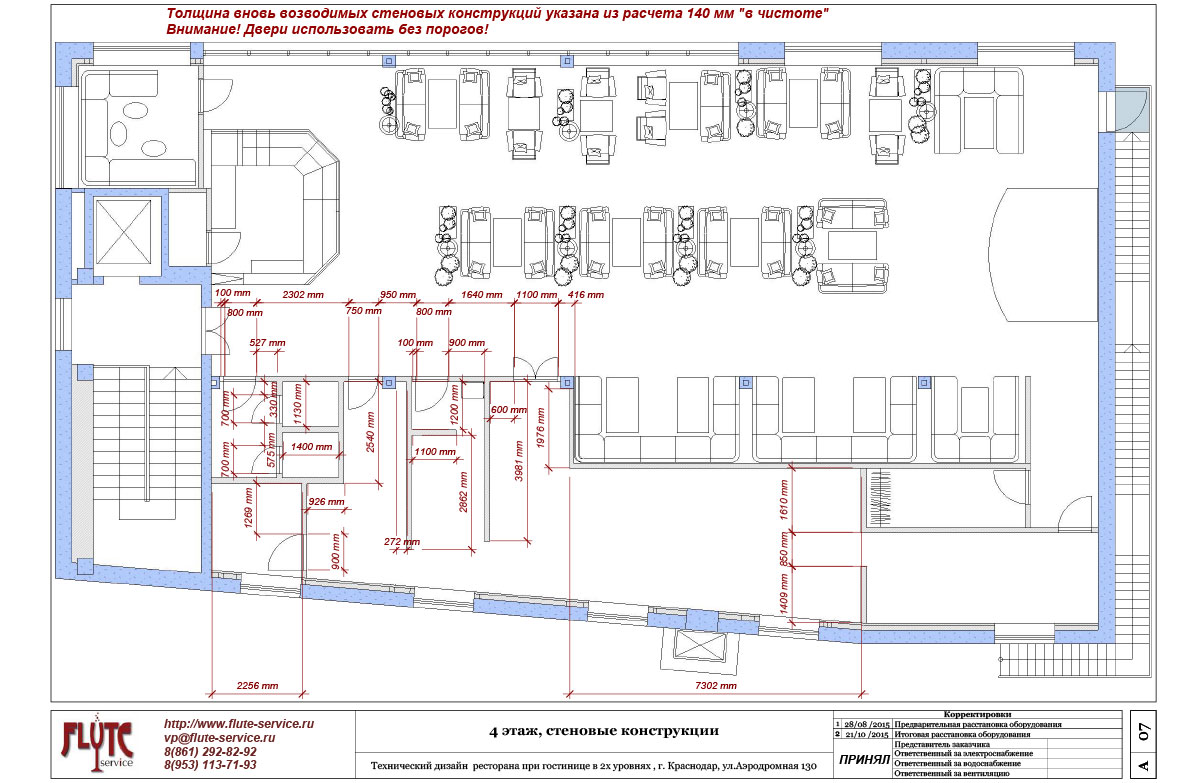 Толщина вновь возводимых стеновых конструкций указана из расчета 140 мм "в чистоте"
Внимание! Двери использовать без порогов!
100 mm
2302 mm
950 mm
1640 mm
1100 mm
416 mm
800 mm
750 mm
800 mm
527 mm
100 mm
900 mm
700 mm
330 mm
1130 mm
2540 mm
1200 mm
600 mm
1976 mm
700 mm
575 mm
1400 mm
1100 mm
3981 mm
1269 mm
926 mm
2862 mm
1610 mm
272 mm
900 mm
850 mm
1409 mm
2256 mm
7302 mm
FLUTE
service
http://www.flute-service.ru
vp@flute-service.ru
8(861) 292-82-92
8(953) 113-71-93
4 этаж, стеновые конструкции
Технический дизайн ресторана при гостинице в 2х уровнях , г. Краснодар, ул.Аэродромная 130
Корректировки
1 28/08 /2015 Предварительная расстановка оборудования
2 21/10 /2015 Итоговая расстановка оборудования
ПРИНЯЛ
Представитель заказчика
Ответственный за электроснабжение
Ответственный за водоснабжение
Ответственный за вентиляцию
A 07